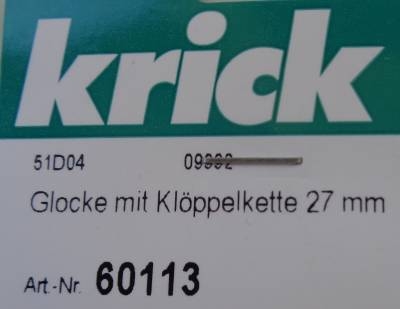 krick
51D04
Glocke mit Klöppelkette 27 mm
Art.-Nr. 60113